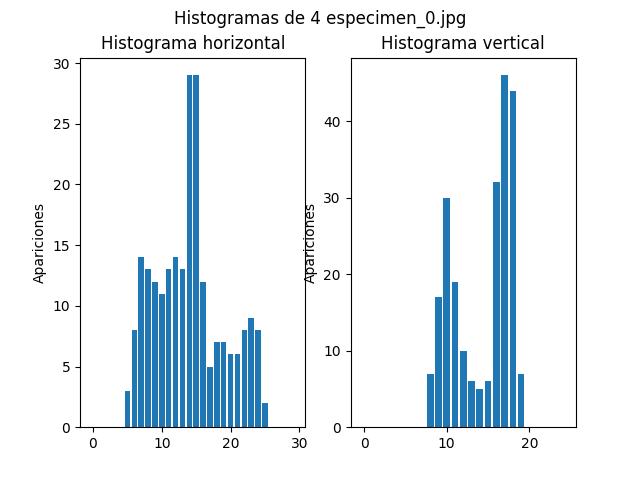 Histogramas de 4 especimen_0.jpg
Histograma horizontal
Histograma vertical
Apariciones
30
25
20
15
10
5
0
0 10 20 30
Apariciones
40
30
20
10
0
0 10 20